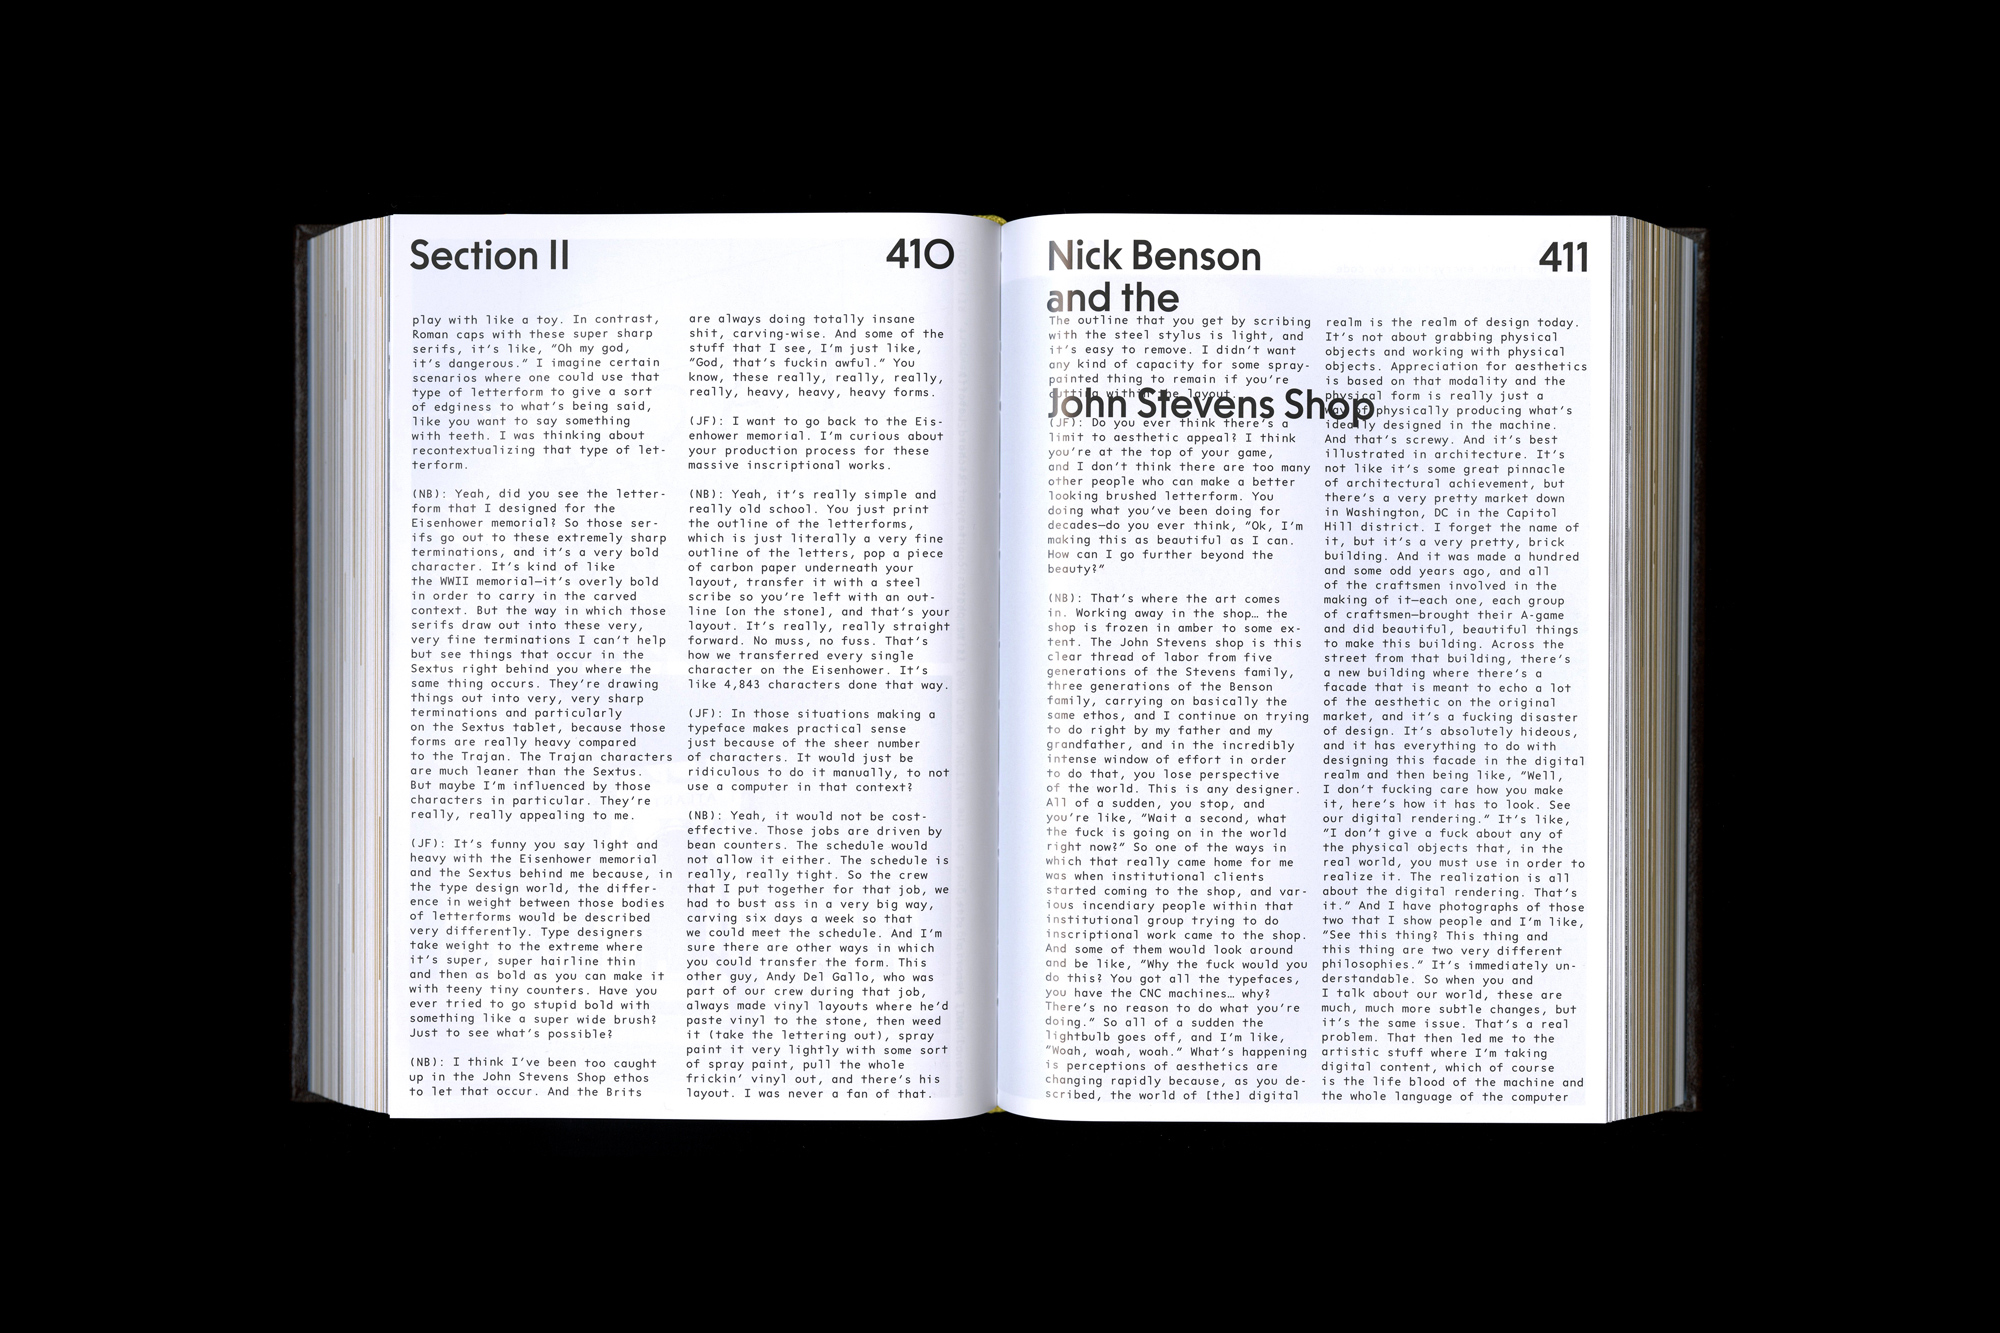 Section II
410
play with like a toy. In contrast,
Roman caps with these super sharp
serifs, it's like, “Oh my god,
it's dangerous.” I imagine certain
scenarios where one could use that
type of letterform to give a sort
of edginess to what's being said,
like you want to say something
with teeth. I was thinking about
recontextualizing that type of let-
terform.
(NB): Yeah, did you see the letter-
form that I designed for the
Eisenhower memorial? So those ser-
ifs go out to these extremely sharp
terminations, and it's a very bold
character. It's kind of like
the WWII memorial—it's overly bold
in order to carry in the carved
context. But the way in which those
serifs draw out into these very,
very fine terminations I can't help
but see things that occur in the
Sextus right behind you where the
same thing occurs. They're drawing
things out into very, very sharp
terminations and particularly
on the Sextus tablet, because those
forms are really heavy compared
to the Trajan. The Trajan characters
are much leaner than the Sextus.
But maybe I'm influenced by those
characters in particular. They're
really, really appealing to me.
(JF): It's funny you say light and
heavy with the Eisenhower memorial
and the Sextus behind me because, in
the type design world, the differ-
ence in weight between those bodies
of letterforms would be described
very differently. Type designers
take weight to the extreme where
it's super, super hairline thin
and then as bold as you can make it
with teeny tiny counters. Have you
ever tried to go stupid bold with
something like a super wide brush?
Just to see what's possible?
(NB): I think I've been too caught
up in the John Stevens Shop ethos
to let that occur. And the Brits
are always doing totally insane
shit, carving-wise. And some of the
stuff that I see, I'm just like,
“God, that's fuckin awful.” You
know, these really, really, really,
really, heavy, heavy, heavy forms.
(JF): I want to go back to the Eis-
enhower memorial. I'm curious about
your production process for these
massive inscriptional works.
(NB): Yeah, it's really simple and
really old school. You just print
the outline of the letterforms,
which is just literally a very fine
outline of the letters, pop a piece
of carbon paper underneath your
layout, transfer it with a steel
scribe so you're left with an out-
line [on the stone], and that's your
layout. It's really, really straight
forward. No muss, no fuss. That's
how we transferred every single
character on the Eisenhower. It's
like 4,843 characters done that way.
(JF): In those situations making a
typeface makes practical sense
just because of the sheer number
of characters. It would just be
ridiculous to do it manually, to not
use a computer in that context?
(NB): Yeah, it would not be cost-
effective. Those jobs are driven by
bean counters. The schedule would
not allow it either. The schedule is
really, really tight. So the crew
that I put together for that job, we
had to bust ass in a very big way,
carving six days a week so that
we could meet the schedule. And I'm
sure there are other ways in which
you could transfer the form. This
other guy, Andy Del Gallo, who was
part of our crew during that job,
always made vinyl layouts where he'd
paste vinyl to the stone, then weed
it (take the lettering out), spray
paint it very lightly with some sort
of spray paint, pull the whole
frickin' vinyl out, and there's his
layout. I was never a fan of that.
Nick Benson
and the
John Stevens Shop
411
The outline that you get by scribing
with the steel stylus is light, and
it's easy to remove. I didn't want
any kind of capacity for some spray-
painted thing to remain if you're
cutting within the layout.
(JF): Do you ever think there's a
limit to aesthetic appeal? I think
you're at the top of your game,
and I don't think there are too many
other people who can make a better
looking brushed letterform. You
doing what you've been doing for
decades—do you ever think, “Ok, I'm
making this as beautiful as I can.
How can I go further beyond the
beauty?”
(NB): That's where the art comes
in. Working away in the shop… the
shop is frozen in amber to some ex-
tent. The John Stevens shop is this
clear thread of labor from five
generations of the Stevens family,
three generations of the Benson
family, carrying on basically the
same ethos, and I continue on trying
to do right by my father and my
grandfather, and in the incredibly
intense window of effort in order
to do that, you lose perspective
of the world. This is any designer.
All of a sudden, you stop, and
you're like, “Wait a second, what
the fuck is going on in the world
right now?” So one of the ways in
which that really came home for me
was when institutional clients
started coming to the shop, and var-
ious incendiary people within that
institutional group trying to do
inscriptional work came to the shop.
And some of them would look around
and be like, “Why the fuck would you
do this? You got all the typefaces,
you have the CNC machines… why?
There's no reason to do what you're
doing.” So all of a sudden the
lightbulb goes off, and I'm like,
“Woah, woah, woah.” What's happening
is perceptions of aesthetics are
changing rapidly because, as you de-
scribed, the world of [the] digital
realm is the realm of design today.
It's not about grabbing physical
objects and working with physical
objects. Appreciation for aesthetics
is based on that modality and the
physical form is really just a
way of physically producing what's
ideally designed in the machine.
And that's screwy. And it's best
illustrated in architecture. It's
not like it's some great pinnacle
of architectural achievement, but
there's a very pretty market down
in Washington, DC in the Capitol
Hill district. I forget the name of
it, but it's a very pretty, brick
building. And it was made a hundred
and some odd years ago, and all
of the craftsmen involved in the
making of it—each one, each group
of craftsmen—brought their A-game
and did beautiful, beautiful things
to make this building. Across the
street from that building, there's
a new building where there's a
facade that is meant to echo a lot
of the aesthetic on the original
market, and it's a fucking disaster
of design. It's absolutely hideous,
and it has everything to do with
designing this facade in the digital
realm and then being like, “Well,
I don't fucking care how you make
it, here's how it has to look. See
our digital rendering.” It's like,
“I don't give a fuck about any of
the physical objects that, in the
real world, you must use in order to
realize it. The realization is all
about the digital rendering. That's
it.” And I have photographs of those
two that I show people and I'm like,
“See this thing? This thing and
this thing are two very different
philosophies.” It's immediately un-
derstandable. So when you and
I talk about our world, these are
much, much more subtle changes, but
it's the same issue. That's a real
problem. That then led me to the
artistic stuff where I'm taking
digital content, which of course
is the life blood of the machine and
the whole language of the computer